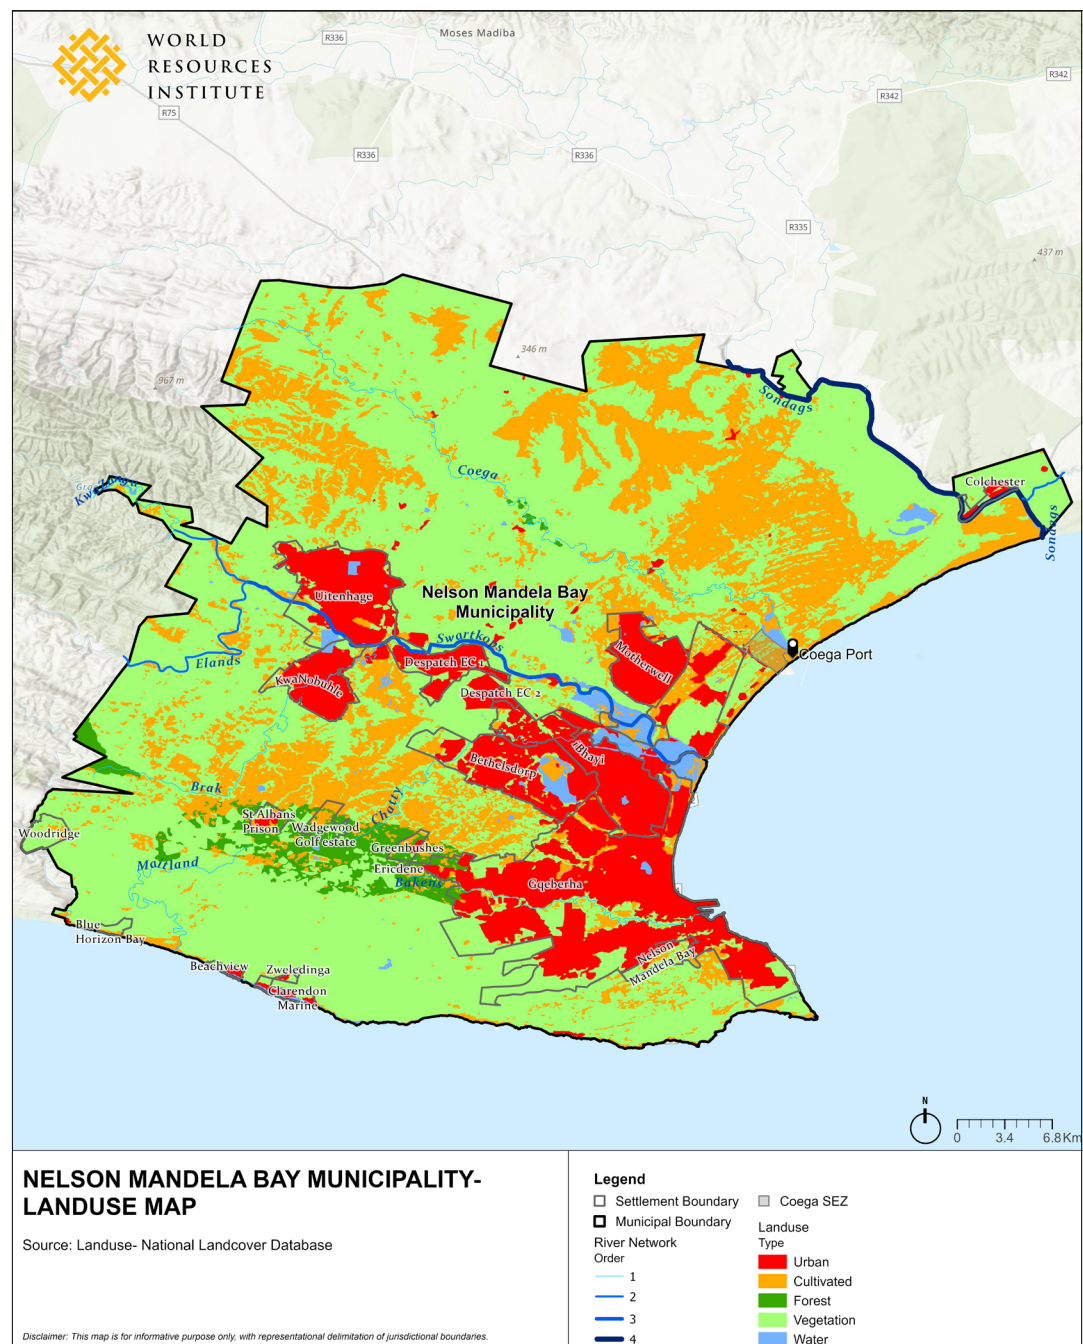 WORLD
RESOURCES
INSTITUTE
R336
Moses Madiba
R342
R342
R75
R336
R336
R335
437 m
346 m
967 m
Sondags
Coega
KwaZunga
Colchester
Sondags
Uitenhage
Nelson Mandela Bay
Municipality
Swartkops
Elands
Despatch EC 1
Motherwell
Coega Port
KwaNobuhle
Despatch EC 2
iBhayi
Bethelsdorp
Brak
Chatty
St Albans
Prison
Wadgewood
Golf estate
Woodridge
Greenbushes
Maitland
Ericdene
Bakens
Gqeberha
Blue
Horizon Bay
Nelson
Mandela Bay
Beachview
Zweledinga
Clarendon
Marine
N
0 3.4 6.8 Km
NELSON MANDELA BAY MUNICIPALITY-
LANDUSE MAP
Source: Landuse- National Landcover Database
Disclaimer: This map is for informative purpose only, with representational delimitation of jurisdictional boundaries.
Legend
Settlement Boundary
Municipal Boundary
River Network
Order
1
2
3
4
Coega SEZ
Landuse
Type
Urban
Cultivated
Forest
Vegetation
Water